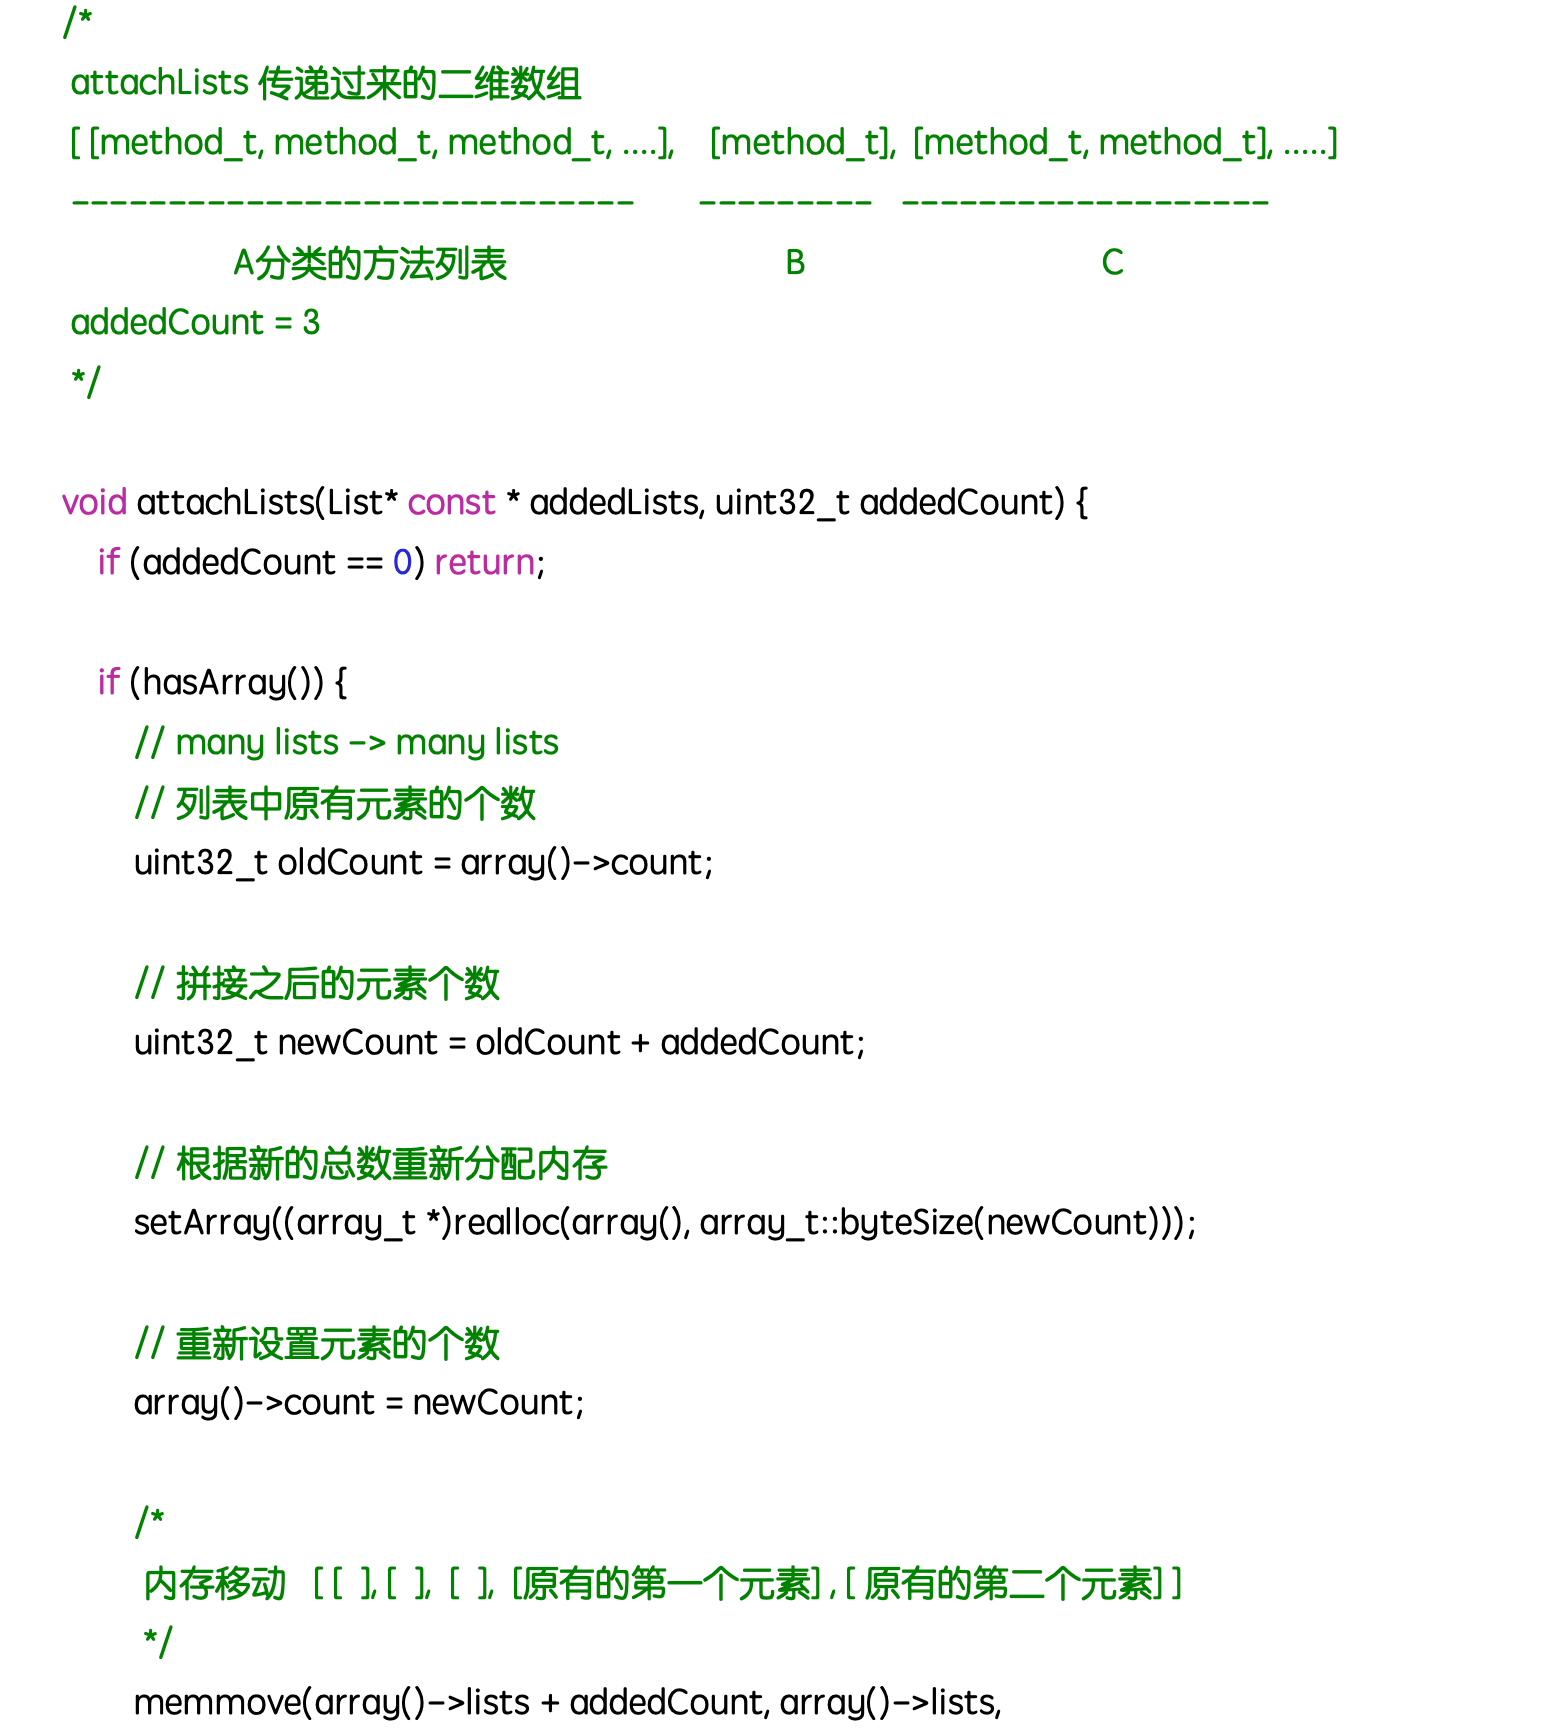 /*
attachLists 传递过来的二维数组
[ [method_t, method_t, method_t, ....], [method_t], [method_t, method_t], .....]
----------------------------- --------- -------------------
A分类的方法列表 B C
addedCount = 3
*/
void attachLists(List* const * addedLists, uint32_t addedCount) {
if (addedCount == 0) return;
if (hasArray()) {
// many lists -> many lists
// 列表中原有元素的个数
uint32_t oldCount = array()->count;
// 拼接之后的元素个数
uint32_t newCount = oldCount + addedCount;
// 根据新的总数重新分配内存
setArray((array_t *)realloc(array(), array_t::byteSize(newCount)));
// 重新设置元素的个数
array()->count = newCount;
/*
内存移动 [ [ ], [ ], [ ], [原有的第一个元素] , [ 原有的第二个元素] ]
*/
memmove(array()->lists + addedCount, array()->lists,